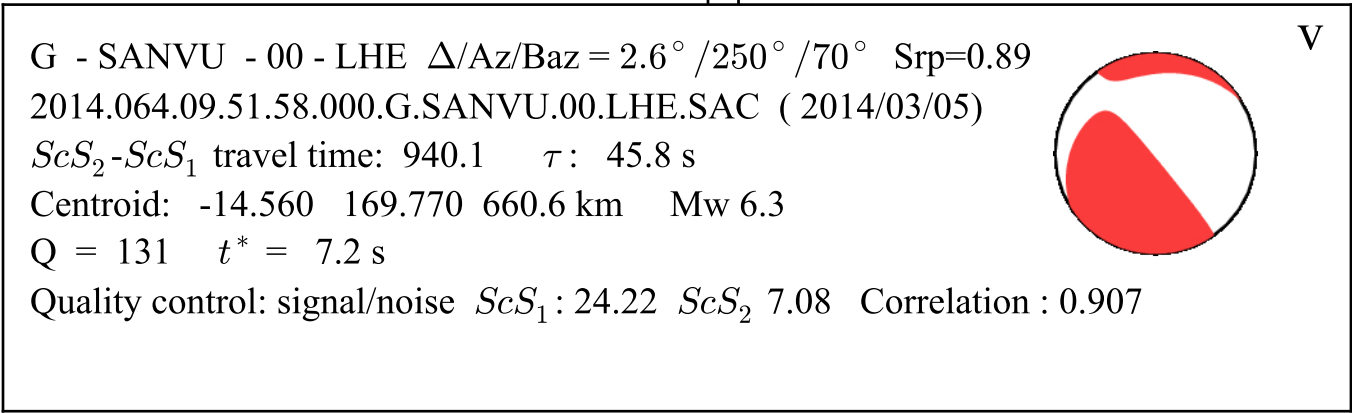 V
G - SANVU - 00 - LHE Δ/Az/Baz = 2.6° /250° /70° Srp=0.89
2014.064.09.51.58.000.G.SANVU.00.LHE.SAC ( 2014/03/05)
ScS₂-ScS₁ travel time: 940.1 τ : 45.8 s
Centroid: -14.560 169.770 660.6 km Mw 6.3
Q = 131 t* = 7.2 s
Quality control: signal/noise ScS₁ : 24.22 ScS₂ 7.08 Correlation : 0.907